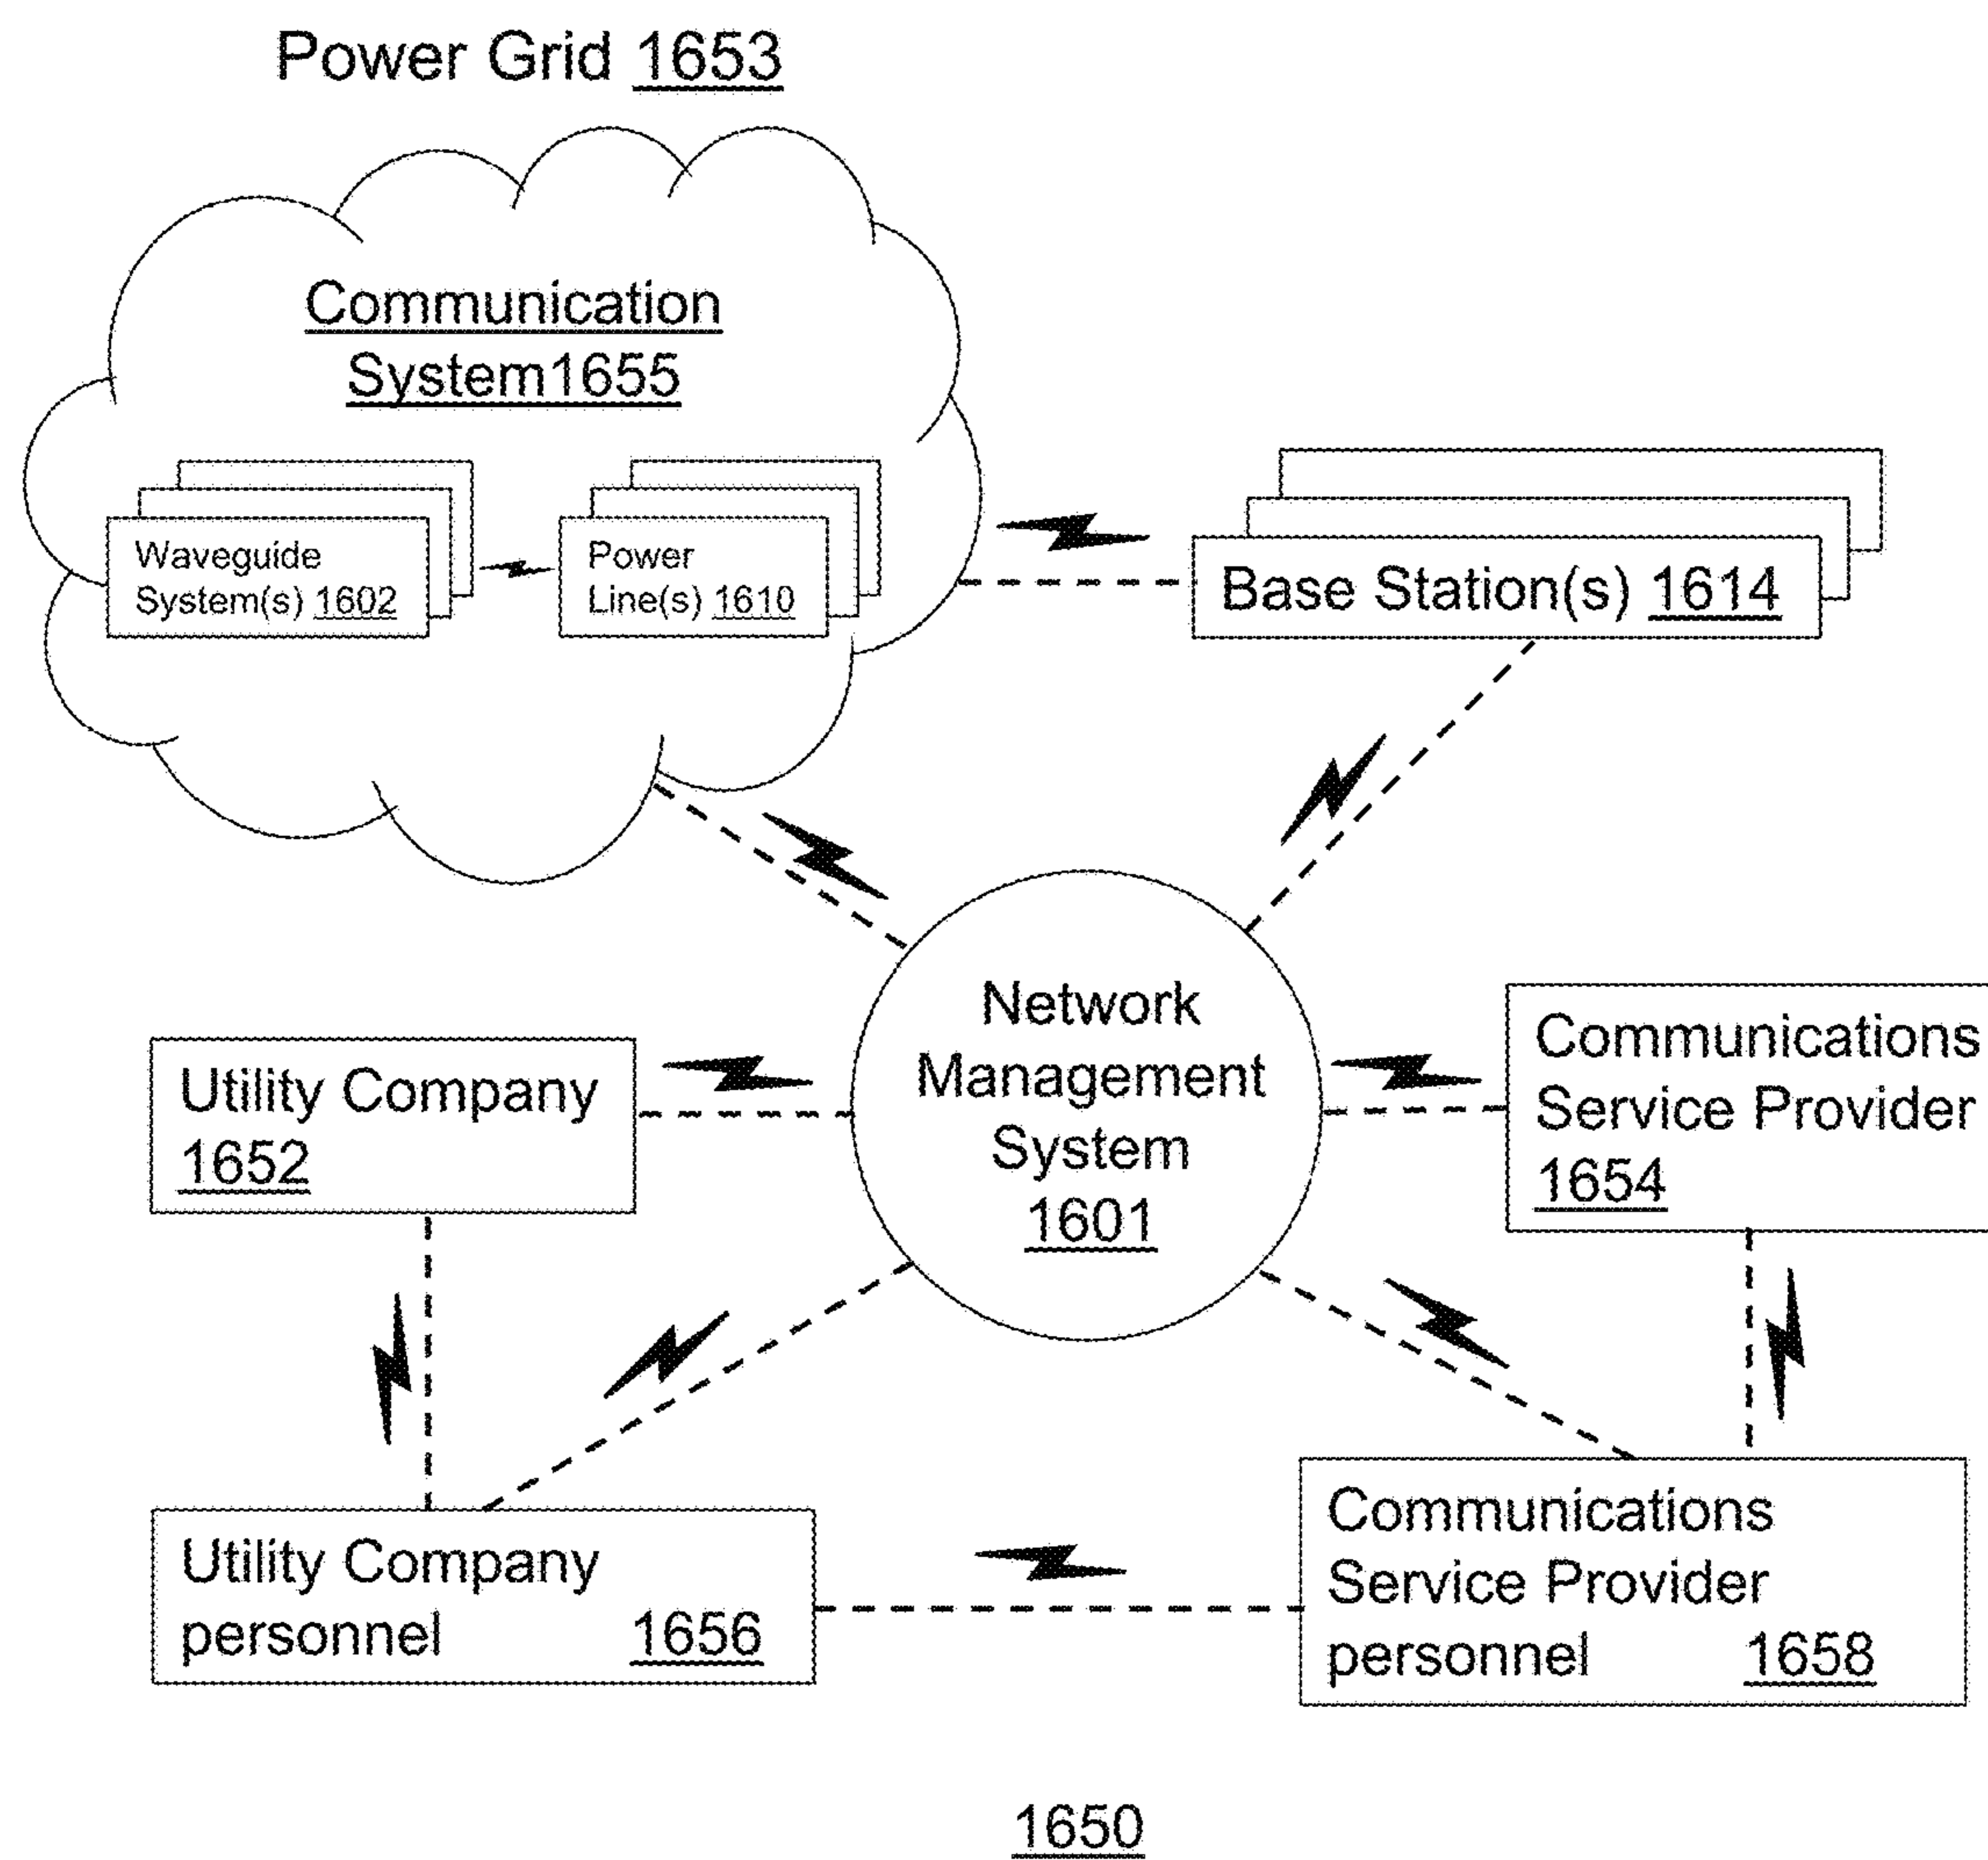 Power Grid 1653
Communication
System1655
Waveguide
System(s) 1602
Power
Line(s) 1610
Base Station(s) 1614
Network
Management
System
1601
Utility Company
1652
Communications
Service Provider
1654
Utility Company
personnel 1656
Communications
Service Provider
personnel 1658
1650